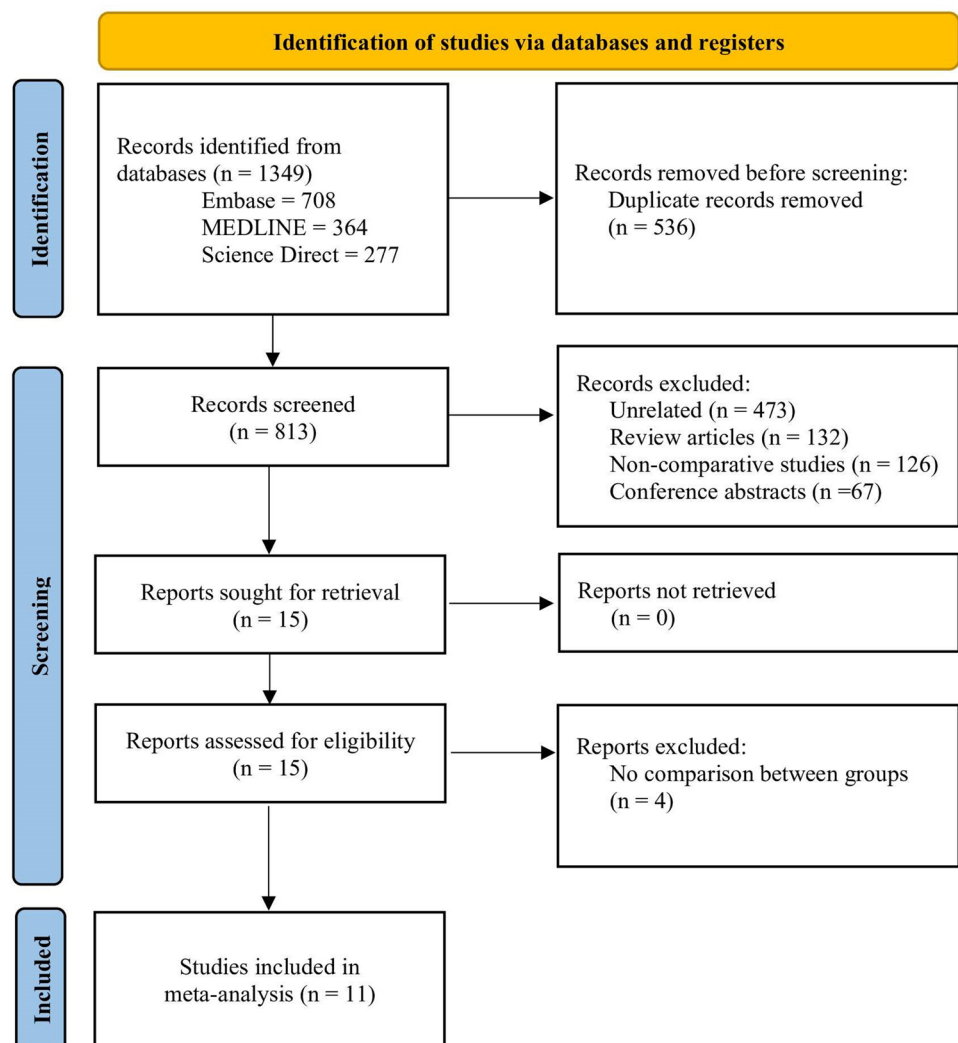 Identification of studies via databases and registers
Identification
Records identified from
databases (n = 1349)
Embase = 708
MEDLINE = 364
Science Direct = 277
Records removed before screening:
Duplicate records removed
(n = 536)
Screening
Records screened
(n = 813)
Records excluded:
Unrelated (n = 473)
Review articles (n = 132)
Non-comparative studies (n = 126)
Conference abstracts (n =67)
Reports sought for retrieval
(n = 15)
Reports not retrieved
(n = 0)
Reports assessed for eligibility
(n = 15)
Reports excluded:
No comparison between groups
(n = 4)
Included
Studies included in
meta-analysis (n = 11)